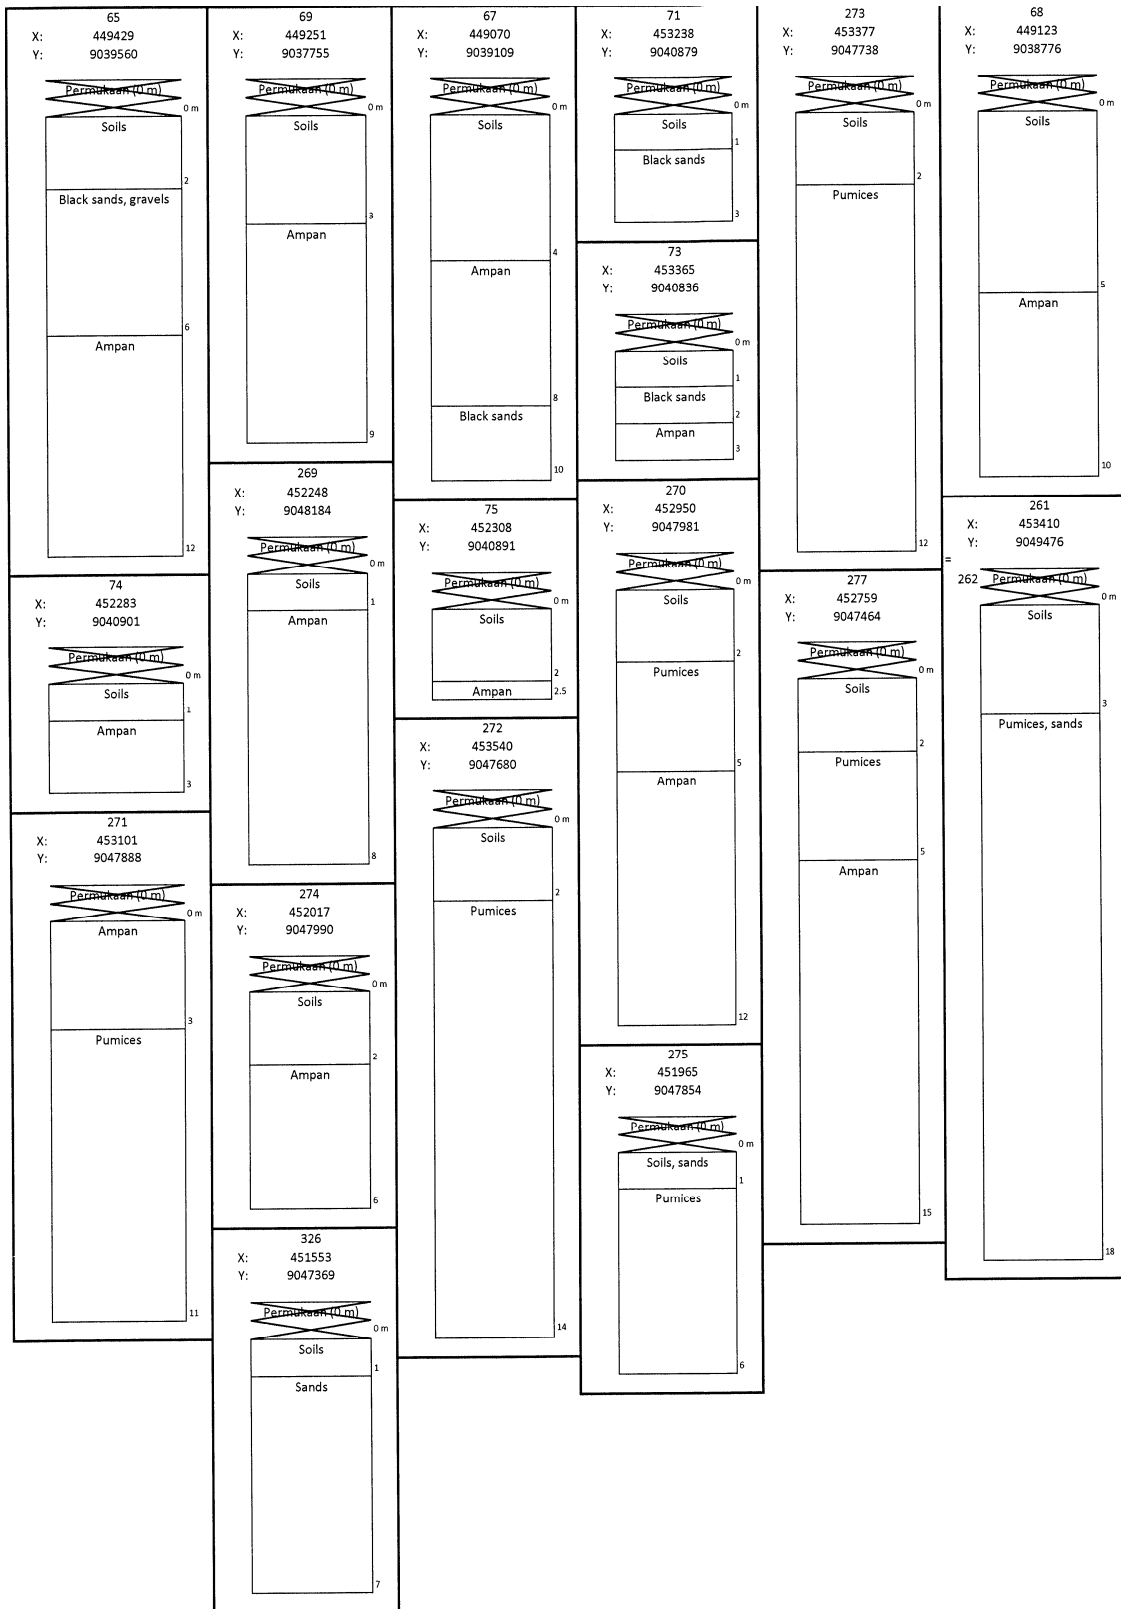 65
X: 449429
Y: 9039560
Permukaan (0 m)
0 m
Soils
2
Black sands, gravels
6
Ampan
12
74
X: 452283
Y: 9040901
Permukaan (0 m)
0 m
Soils
1
Ampan
3
271
X: 453101
Y: 9047888
Permukaan (0 m)
0 m
Ampan
3
Pumices
11
69
X: 449251
Y: 9037755
Permukaan (0 m)
0 m
Soils
3
Ampan
9
269
X: 452248
Y: 9048184
Permukaan (0 m)
0 m
Soils
1
Ampan
8
274
X: 452017
Y: 9047990
Permukaan (0 m)
0 m
Soils
2
Ampan
6
326
X: 451553
Y: 9047369
Permukaan (0 m)
0 m
Soils
1
Sands
7
67
X: 449070
Y: 9039109
Permukaan (0 m)
0 m
Soils
4
Ampan
8
Black sands
10
75
X: 452308
Y: 9040891
Permukaan (0 m)
0 m
Soils
2
Ampan
2.5
272
X: 453540
Y: 9047680
Permukaan (0 m)
0 m
Soils
2
Pumices
14
71
X: 453238
Y: 9040879
Permukaan (0 m)
0 m
Soils
1
Black sands
3
73
X: 453365
Y: 9040836
Permukaan (0 m)
0 m
Soils
1
Black sands
2
Ampan
3
270
X: 452950
Y: 9047981
Permukaan (0 m)
0 m
Soils
2
Pumices
5
Ampan
12
275
X: 451965
Y: 9047854
Permukaan (0 m)
0 m
Soils, sands
1
Pumices
6
273
X: 453377
Y: 9047738
Permukaan (0 m)
0 m
Soils
2
Pumices
12
277
X: 452759
Y: 9047464
Permukaan (0 m)
0 m
Soils
2
Pumices
5
Ampan
15
68
X: 449123
Y: 9038776
Permukaan (0 m)
0 m
Soils
5
Ampan
10
261
X: 453410
Y: 9049476
=
262 Permukaan (0 m)
0 m
Soils
3
Pumices, sands
18